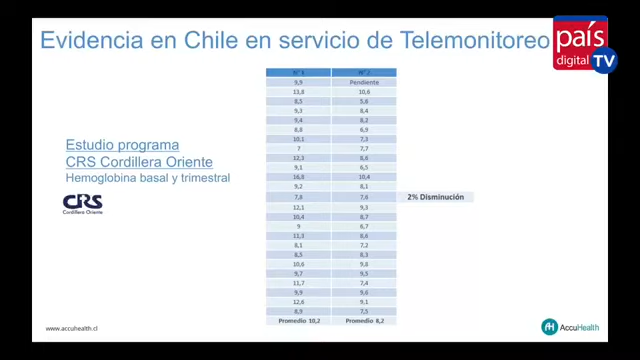 Evidencia en Chile en servicio de Telemonitoreo
país
digital TV
N° 1 N° 2
9,9 Pendiente
13,8 10,6
8,5 5,6
9,3 8,4
9,4 8,2
8,8 6,9
10,1 7,3
7 7,7
12,3 8,6
9,1 6,5
16,8 10,4
9,2 8,1
7,8 7,6 2% Disminución
12,1 9,3
10,4 8,7
9 6,7
11,3 8,6
8,1 7,2
8,5 8,3
10,6 9,8
9,7 9,5
11,7 7,4
9,9 9,6
12,6 9,1
8,9 7,5
Promedio 10,2 Promedio 8,2
Estudio programa
CRS Cordillera Oriente
Hemoglobina basal y trimestral
CRS
Cordillera Oriente
www.accuhealth.cl
AH AccuHealth